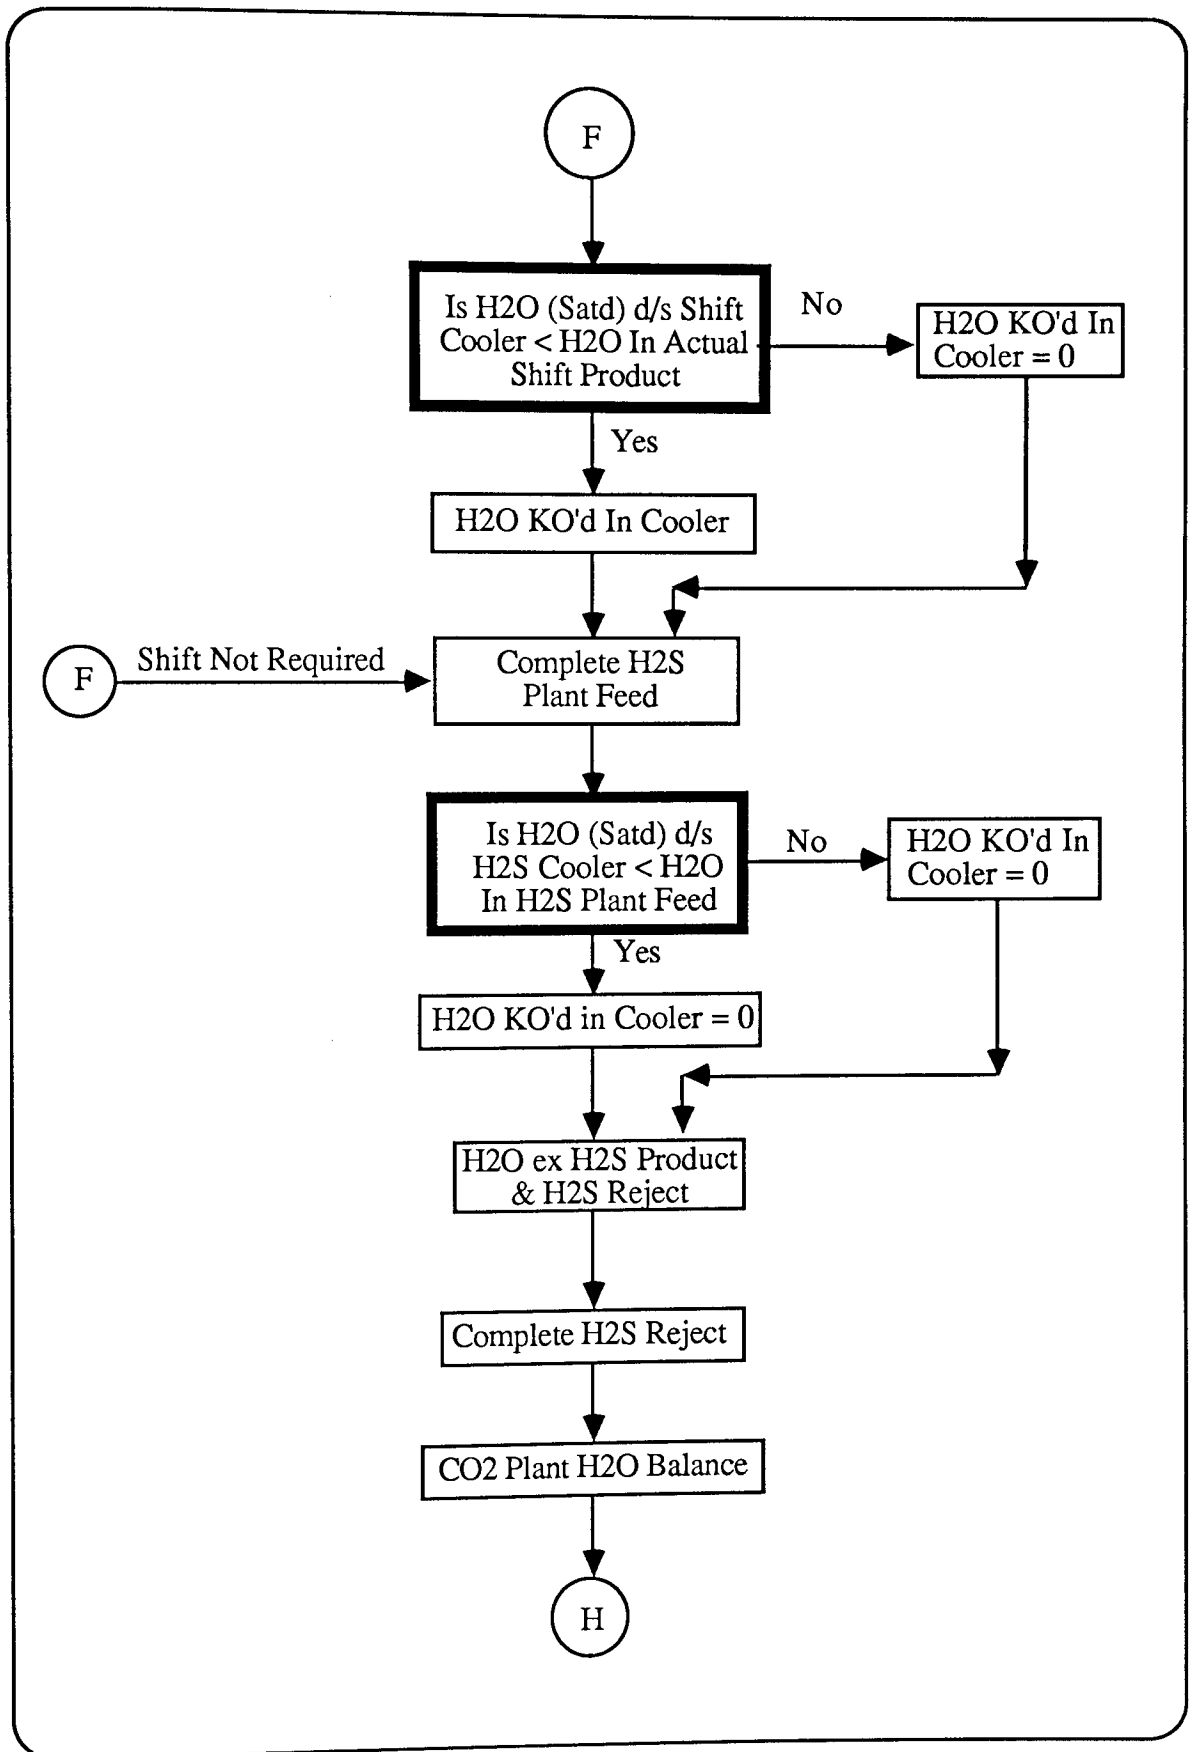 F
Is H2O (Satd) d/s Shift
Cooler < H2O In Actual
Shift Product
No
H2O KO'd In
Cooler = 0
Yes
H2O KO'd In Cooler
F
Shift Not Required
Complete H2S
Plant Feed
Is H2O (Satd) d/s
H2S Cooler < H2O
In H2S Plant Feed
No
H2O KO'd In
Cooler = 0
Yes
H2O KO'd in Cooler = 0
H2O ex H2S Product
& H2S Reject
Complete H2S Reject
CO2 Plant H2O Balance
H